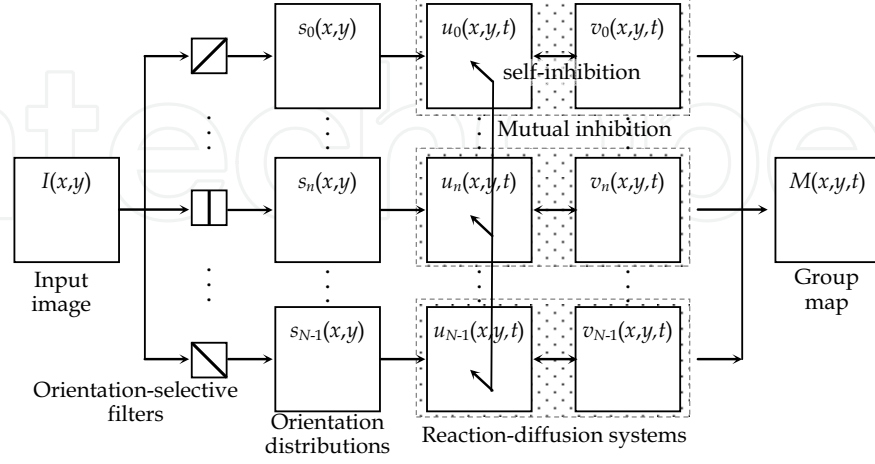 s0(x,y) u0(x,y,t) v0(x,y,t)
self-inhibition
Mutual inhibition
I(x,y) sn(x,y) un(x,y,t) vn(x,y,t) M(x,y,t)
Input
image
Group
map
sN-1(x,y) uN-1(x,y,t) vN-1(x,y,t)
Orientation-selective
filters
Orientation
distributions
Reaction-diffusion systems